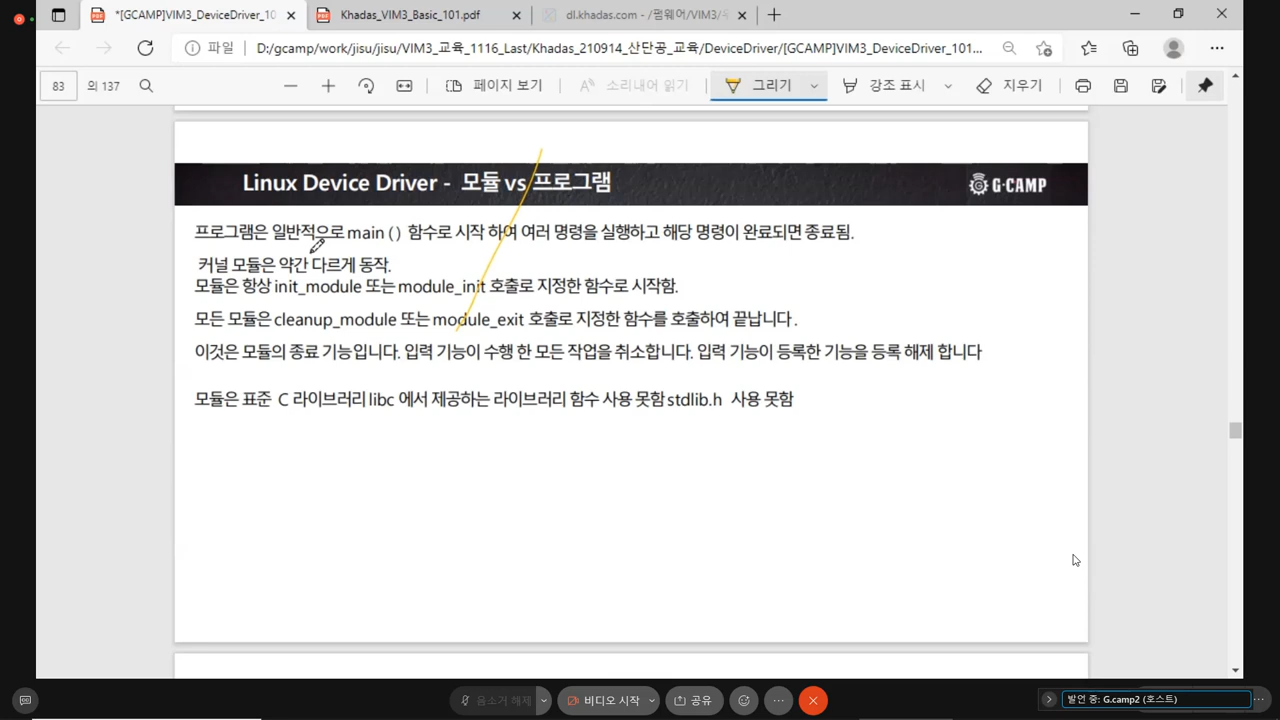 *[GCAMP]VIM3_DeviceDriver_10
Khadas_VIM3_Basic_101.pdf
dl.khadas.com - /펌웨어/VIM3/우
파일
D:/gcamp/work/jisu/jisu/VIM3_교육_1116_Last/Khadas_210914_산단공_교육/DeviceDriver/[GCAMP]VIM3_DeviceDriver_101...
83
의 137
페이지 보기
소리내어 읽기
그리기
강조 표시
지우기
Linux Device Driver - 모듈 vs 프로그램
G·CAMP
프로그램은 일반적으로 main () 함수로 시작 하여 여러 명령을 실행하고 해당 명령이 완료되면 종료됨.
커널 모듈은 약간 다르게 동작.
모듈은 항상 init_module 또는 module_init 호출로 지정한 함수로 시작함.
모든 모듈은 cleanup_module 또는 module_exit 호출로 지정한 함수를 호출하여 끝납니다.
이것은 모듈의 종료 기능입니다. 입력 기능이 수행 한 모든 작업을 취소합니다. 입력 기능이 등록한 기능을 등록 해제 합니다
모듈은 표준 C 라이브러리 libc 에서 제공하는 라이브러리 함수 사용 못함 stdlib.h 사용 못함
음소거 해제
비디오 시작
공유
발언 중: G.camp2 (호스트)